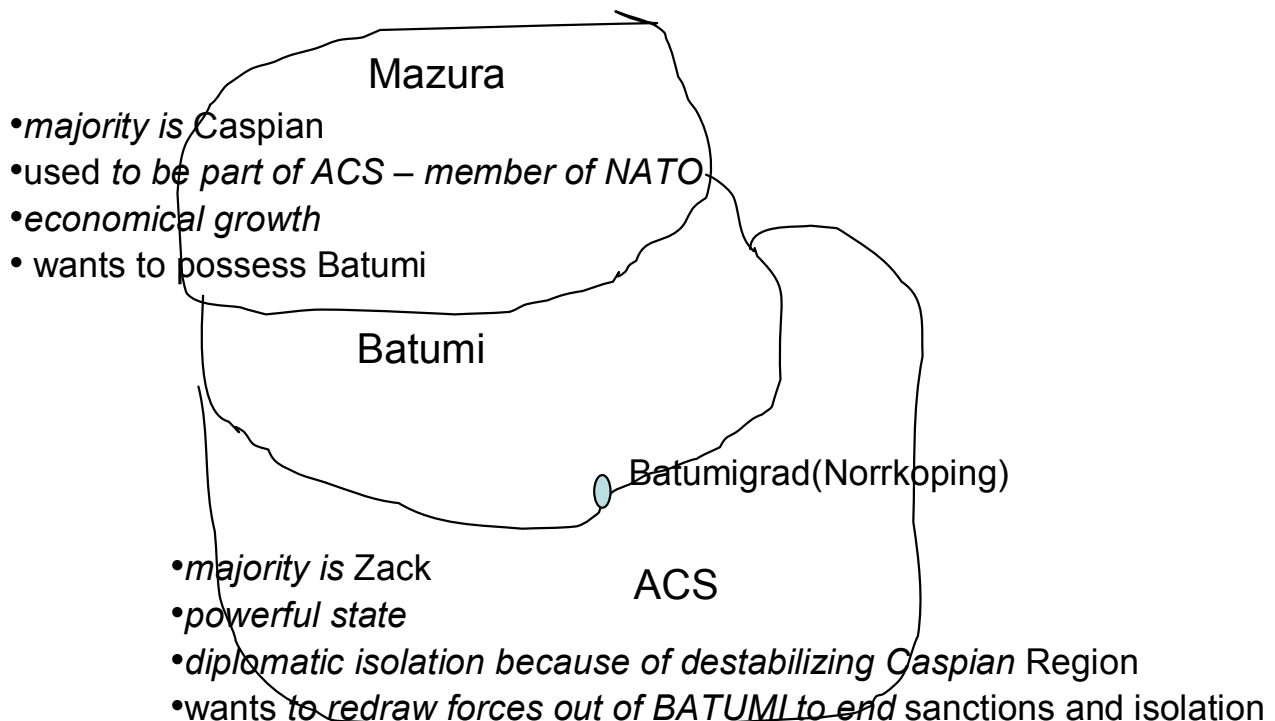 Mazura
•majority is Caspian
•used to be part of ACS – member of NATO
•economical growth
• wants to possess Batumi
Batumi
Batumigrad(Norrkoping)
•majority is Zack
ACS
•powerful state
•diplomatic isolation because of destabilizing Caspian Region
•wants to redraw forces out of BATUMI to end sanctions and isolation